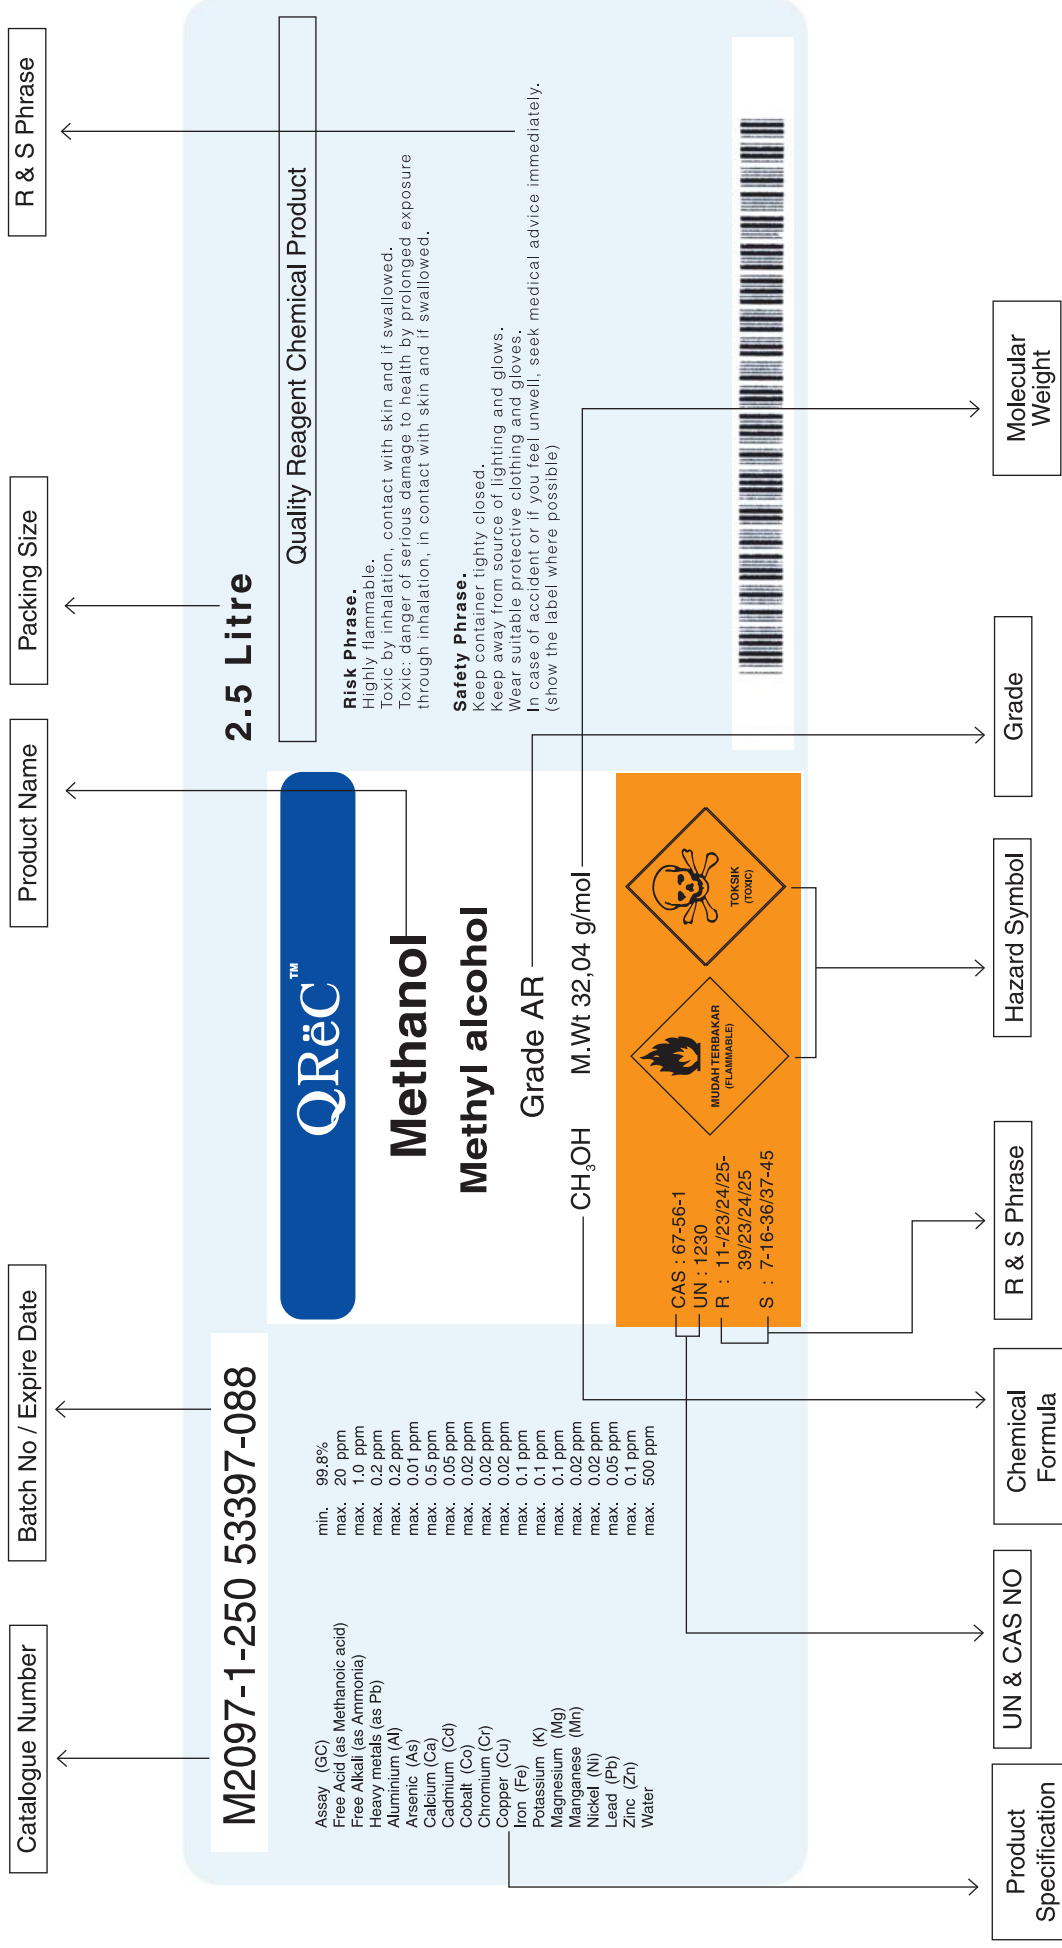 Catalogue Number
Batch No / Expire Date
Product Name
Packing Size
R & S Phrase
M2097-1-250 53397-088
2.5 Litre
Assay (GC) min. 99.8%
Free Acid (as Methanoic acid) max. 20 ppm
Free Alkali (as Ammonia) max. 1.0 ppm
Heavy metals (as Pb) max. 0.2 ppm
Aluminium (Al) max. 0.2 ppm
Arsenic (As) max. 0.01 ppm
Calcium (Ca) max. 0.5 ppm
Cadmium (Cd) max. 0.05 ppm
Cobalt (Co) max. 0.02 ppm
Chromium (Cr) max. 0.02 ppm
Copper (Cu) max. 0.02 ppm
Iron (Fe) max. 0.1 ppm
Potassium (K) max. 0.1 ppm
Magnesium (Mg) max. 0.1 ppm
Manganese (Mn) max. 0.02 ppm
Nickel (Ni) max. 0.02 ppm
Lead (Pb) max. 0.05 ppm
Zinc (Zn) max. 0.1 ppm
Water max. 500 ppm
QRëC™
Methanol
Methyl alcohol
Grade AR
CH₃OH M.Wt 32,04 g/mol
CAS : 67-56-1
UN : 1230
R : 11-/23/24/25-
39/23/24/25
S : 7-16-36/37-45
MUDAH TERBAKAR
(FLAMMABLE)
TOKSIK
(TOXIC)
Quality Reagent Chemical Product
Risk Phrase.
Highly flammable.
Toxic by inhalation, contact with skin and if swallowed.
Toxic: danger of serious damage to health by prolonged exposure
through inhalation, in contact with skin and if swallowed.
Safety Phrase.
Keep container tighty closed.
Keep away from source of lighting and glows.
Wear suitable protective clothing and gloves.
In case of accident or if you feel unwell, seek medical advice immediately.
(show the label where possible)
Product
Specification
UN & CAS NO
Chemical
Formula
R & S Phrase
Hazard Symbol
Grade
Molecular
Weight